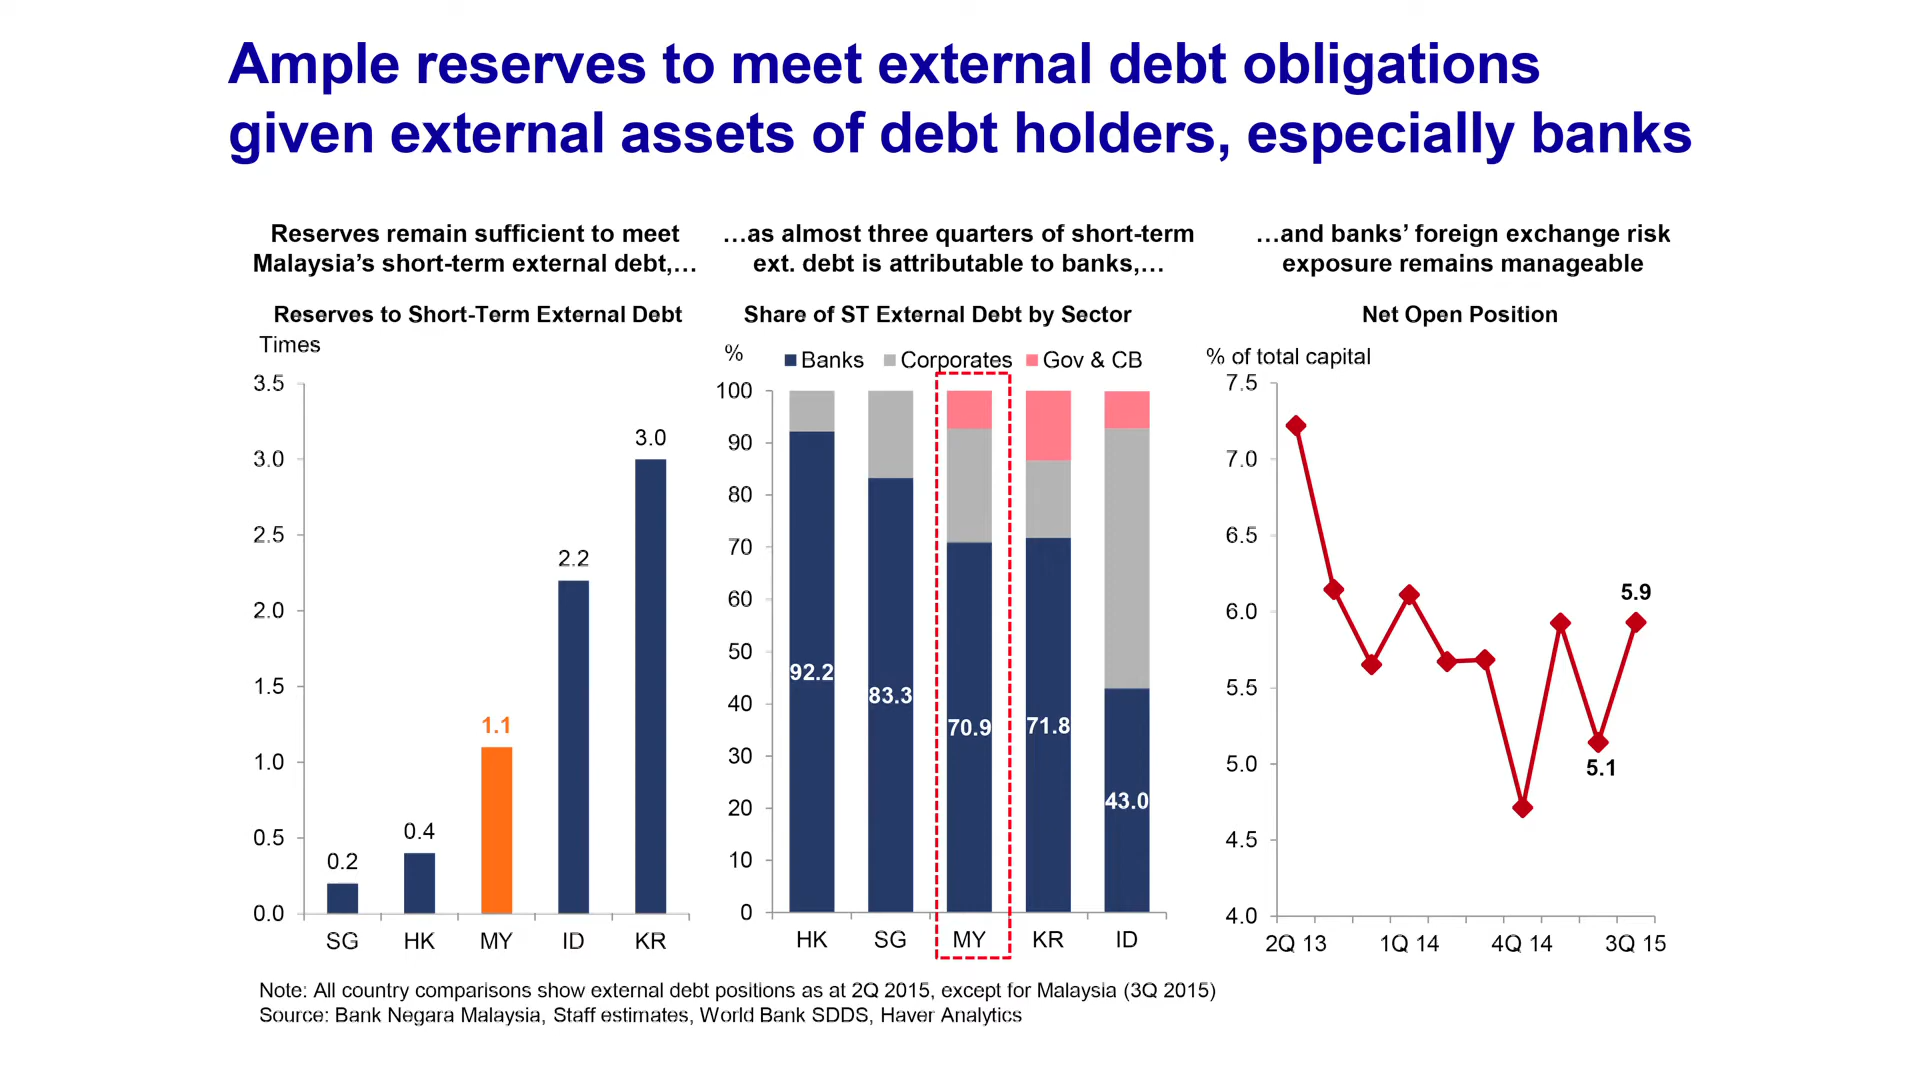 Ample reserves to meet external debt obligations
given external assets of debt holders, especially banks
Reserves remain sufficient to meet
Malaysia’s short-term external debt,…
Reserves to Short-Term External Debt
Times
3.5
3.0
2.5
2.0
1.5
1.0
0.5
0.0
0.2
0.4
1.1
2.2
3.0
SG
HK
MY
ID
KR
…as almost three quarters of short-term
ext. debt is attributable to banks,…
Share of ST External Debt by Sector
%
Banks
Corporates
Gov & CB
100
90
80
70
60
50
40
30
20
10
0
92.2
83.3
70.9
71.8
43.0
HK
SG
MY
KR
ID
…and banks’ foreign exchange risk
exposure remains manageable
Net Open Position
% of total capital
7.5
7.0
6.5
6.0
5.5
5.0
4.5
4.0
5.9
5.1
2Q 13
1Q 14
4Q 14
3Q 15
Note: All country comparisons show external debt positions as at 2Q 2015, except for Malaysia (3Q 2015)
Source: Bank Negara Malaysia, Staff estimates, World Bank SDDS, Haver Analytics